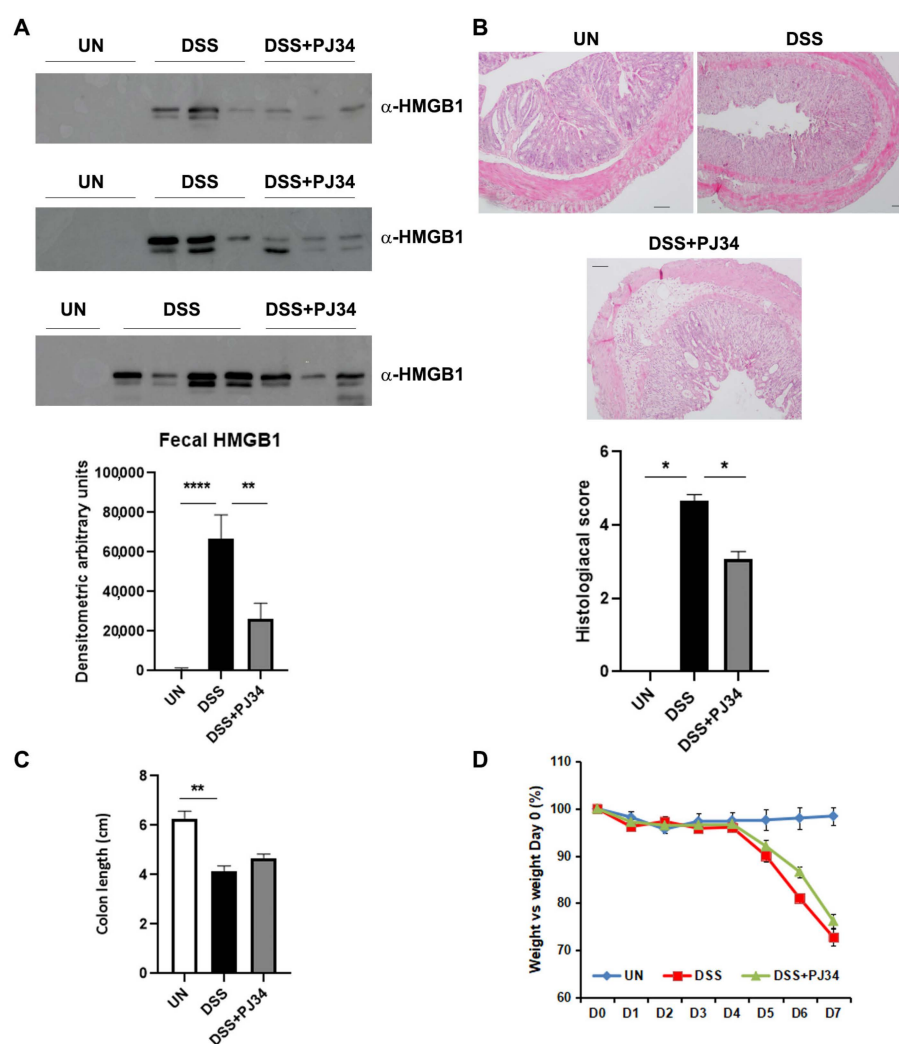 A
UN DSS DSS+PJ34
α-HMGB1
UN DSS DSS+PJ34
α-HMGB1
UN DSS DSS+PJ34
α-HMGB1
Fecal HMGB1
Densitometric arbitrary units
100,000
80,000
60,000
40,000
20,000
0
**** **
UN DSS DSS+PJ34
B
UN DSS
DSS+PJ34
Histologiacal score
6
4
2
0
* *
UN DSS DSS+PJ34
C
Colon length (cm)
8
6
4
2
0
**
UN DSS DSS+PJ34
D
Weight vs weight Day 0 (%)
110
100
90
80
70
60
UN DSS DSS+PJ34
D0 D1 D2 D3 D4 D5 D6 D7